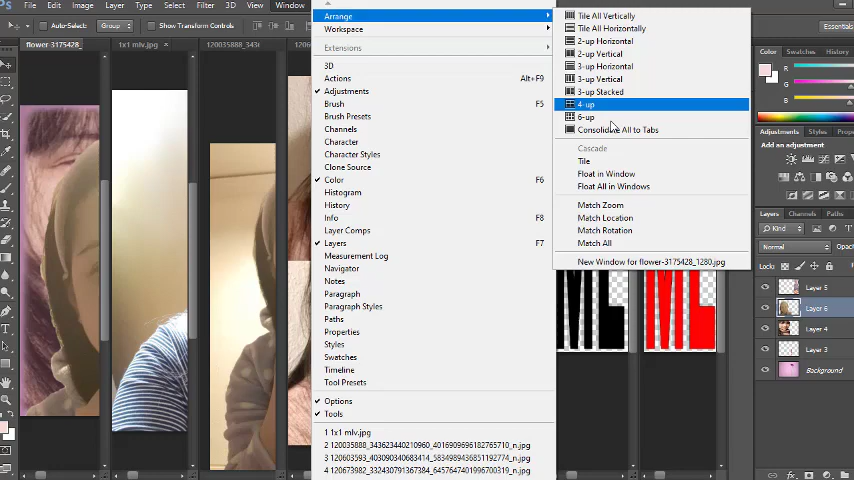 File Edit Image Layer Type Select Filter 3D View Window
Auto-Select: Group Show Transform Controls Essentials
flower-3175428_ 1x1 mlv.jpg × 120035888_343
Arrange
Workspace
Extensions
3D
Actions Alt+F9
Adjustments
Brush F5
Brush Presets
Channels
Character
Character Styles
Clone Source
Color F6
Histogram
History
Info F8
Layer Comps
Layers F7
Measurement Log
Navigator
Notes
Paragraph
Paragraph Styles
Paths
Properties
Styles
Swatches
Timeline
Tool Presets
Options
Tools
1 1x1 mlv.jpg
2 120035888_343623440210960_4016909696182765710_n.jpg
3 120603593_403090340683414_5834989851192774_n.jpg
4 120673982_332430791367384_6457647401996700319_n.jpg
Tile All Vertically
Tile All Horizontally
2-up Horizontal
2-up Vertical
3-up Horizontal
3-up Vertical
3-up Stacked
4-up
6-up
Consolidate All to Tabs
Cascade
Tile
Float in Window
Float All in Windows
Match Zoom
Match Location
Match Rotation
Match All
New Window for flower-3175428_1280.jpg
Color Swatches Styles
R
G
B
Adjustments Styles
Add an adjustment
Layers Channels Paths
Kind
Normal
Lock:
Layer 5
Layer 6
Layer 4
Layer 3
Background